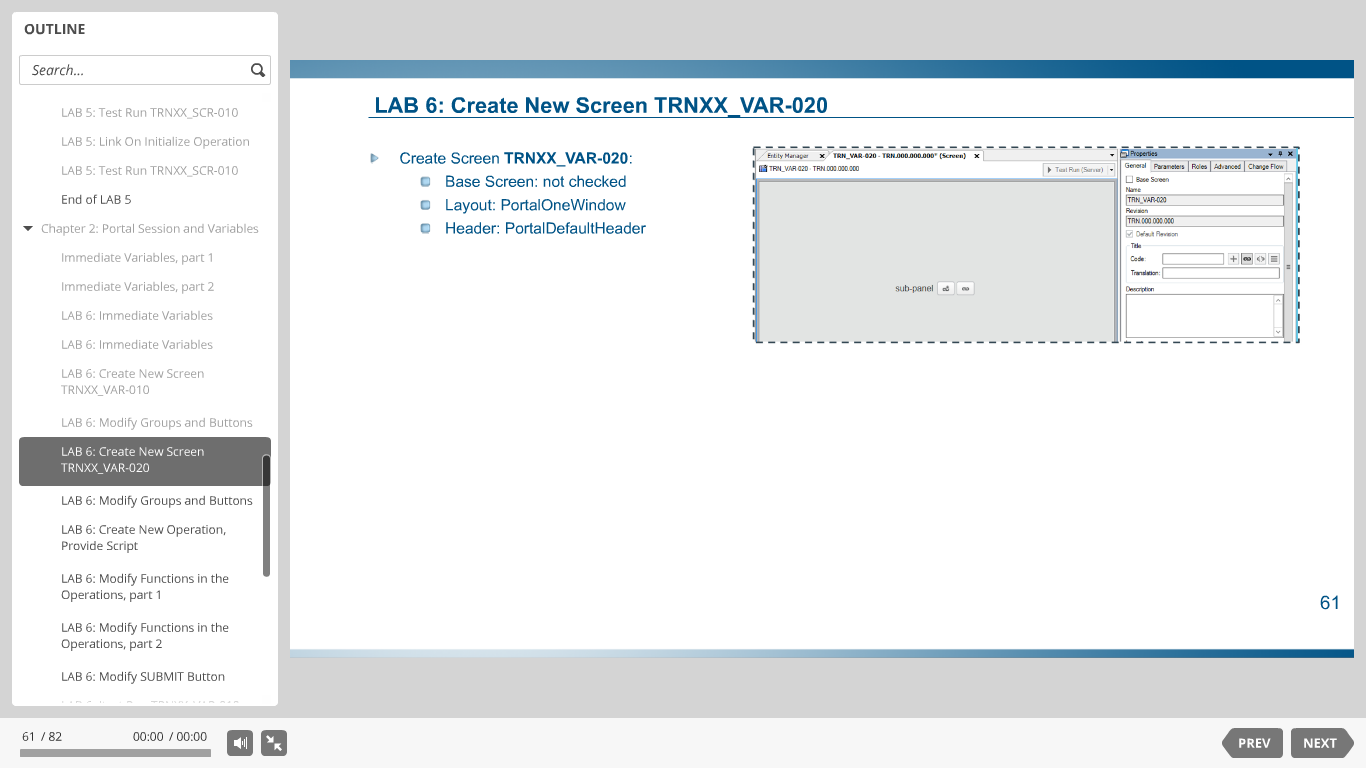 OUTLINE
Search...
LAB 5: Test Run TRNXX_SCR-010
LAB 5: Link On Initialize Operation
LAB 5: Test Run TRNXX_SCR-010
End of LAB 5
Chapter 2: Portal Session and Variables
Immediate Variables, part 1
Immediate Variables, part 2
LAB 6: Immediate Variables
LAB 6: Immediate Variables
LAB 6: Create New Screen
TRNXX_VAR-010
LAB 6: Modify Groups and Buttons
LAB 6: Create New Screen
TRNXX_VAR-020
LAB 6: Modify Groups and Buttons
LAB 6: Create New Operation,
Provide Script
LAB 6: Modify Functions in the
Operations, part 1
LAB 6: Modify Functions in the
Operations, part 2
LAB 6: Modify SUBMIT Button
LAB 6: Create New Screen TRNXX_VAR-020
Create Screen TRNXX_VAR-020:
Base Screen: not checked
Layout: PortalOneWindow
Header: PortalDefaultHeader
Entity Manager
TRN_VAR-020 - TRN.000.000.000* (Screen)
TRN_VAR-020 - TRN.000.000.000
Test Run (Server)
sub-panel
Properties
General Parameters Roles Advanced Change Flow
Base Screen
Name
TRN_VAR-020
Revision
TRN.000.000.000
Default Revision
Title
Code:
Translation:
Description
61
61 / 82
00:00 / 00:00
PREV
NEXT